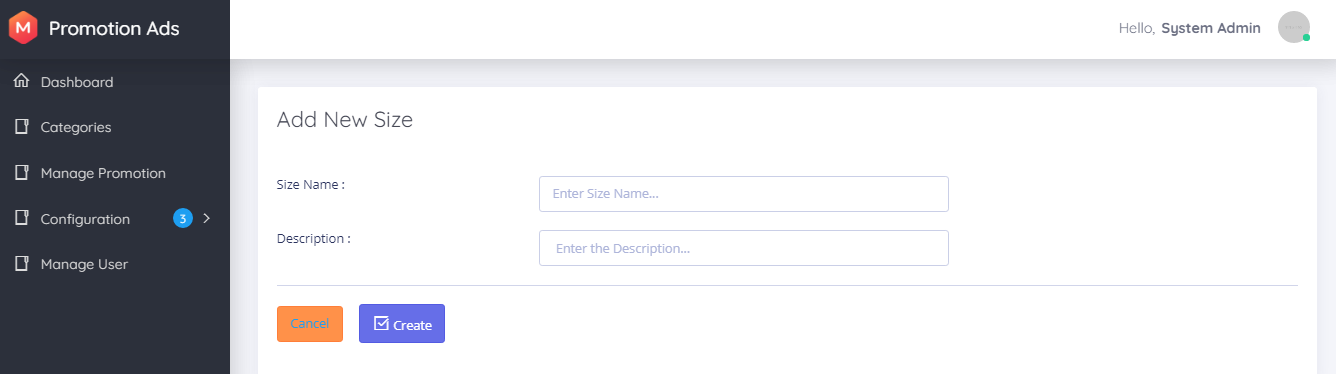 M Promotion Ads
Hello, System Admin
Dashboard
Categories
Manage Promotion
Configuration 3
Manage User
Add New Size
Size Name :
Enter Size Name...
Description :
Enter the Description...
Cancel
Create